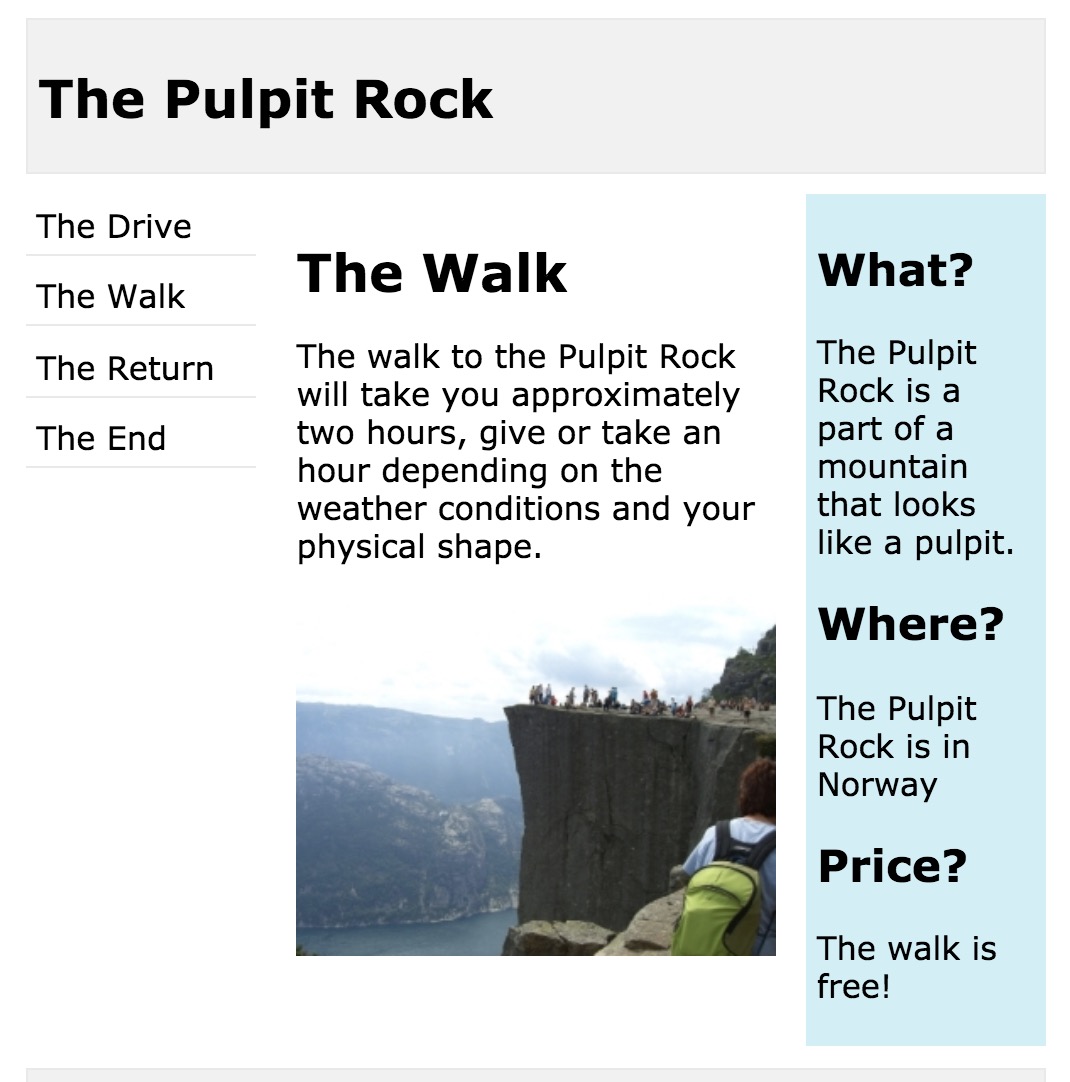 The Pulpit Rock
The Drive
The Walk
The Return
The End
The Walk
The walk to the Pulpit Rock
will take you approximately
two hours, give or take an
hour depending on the
weather conditions and your
physical shape.
What?
The Pulpit
Rock is a
part of a
mountain
that looks
like a pulpit.
Where?
The Pulpit
Rock is in
Norway
Price?
The walk is
free!